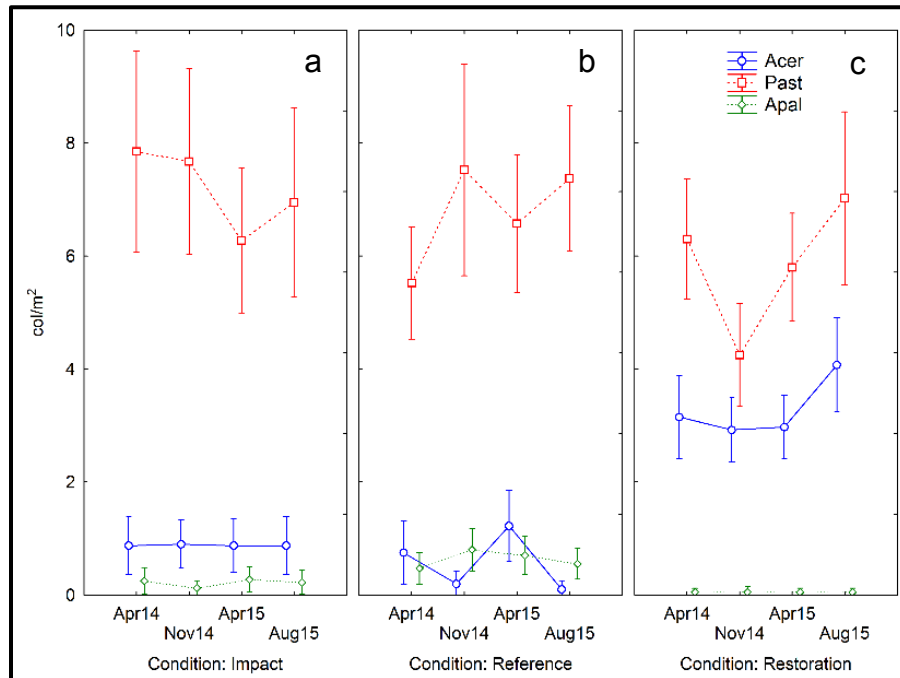 10
8
6
4
2
0
col/m²
a
b
c
Acer
Past
Apal
Apr14
Nov14
Apr15
Aug15
Condition: Impact
Apr14
Nov14
Apr15
Aug15
Condition: Reference
Apr14
Nov14
Apr15
Aug15
Condition: Restoration